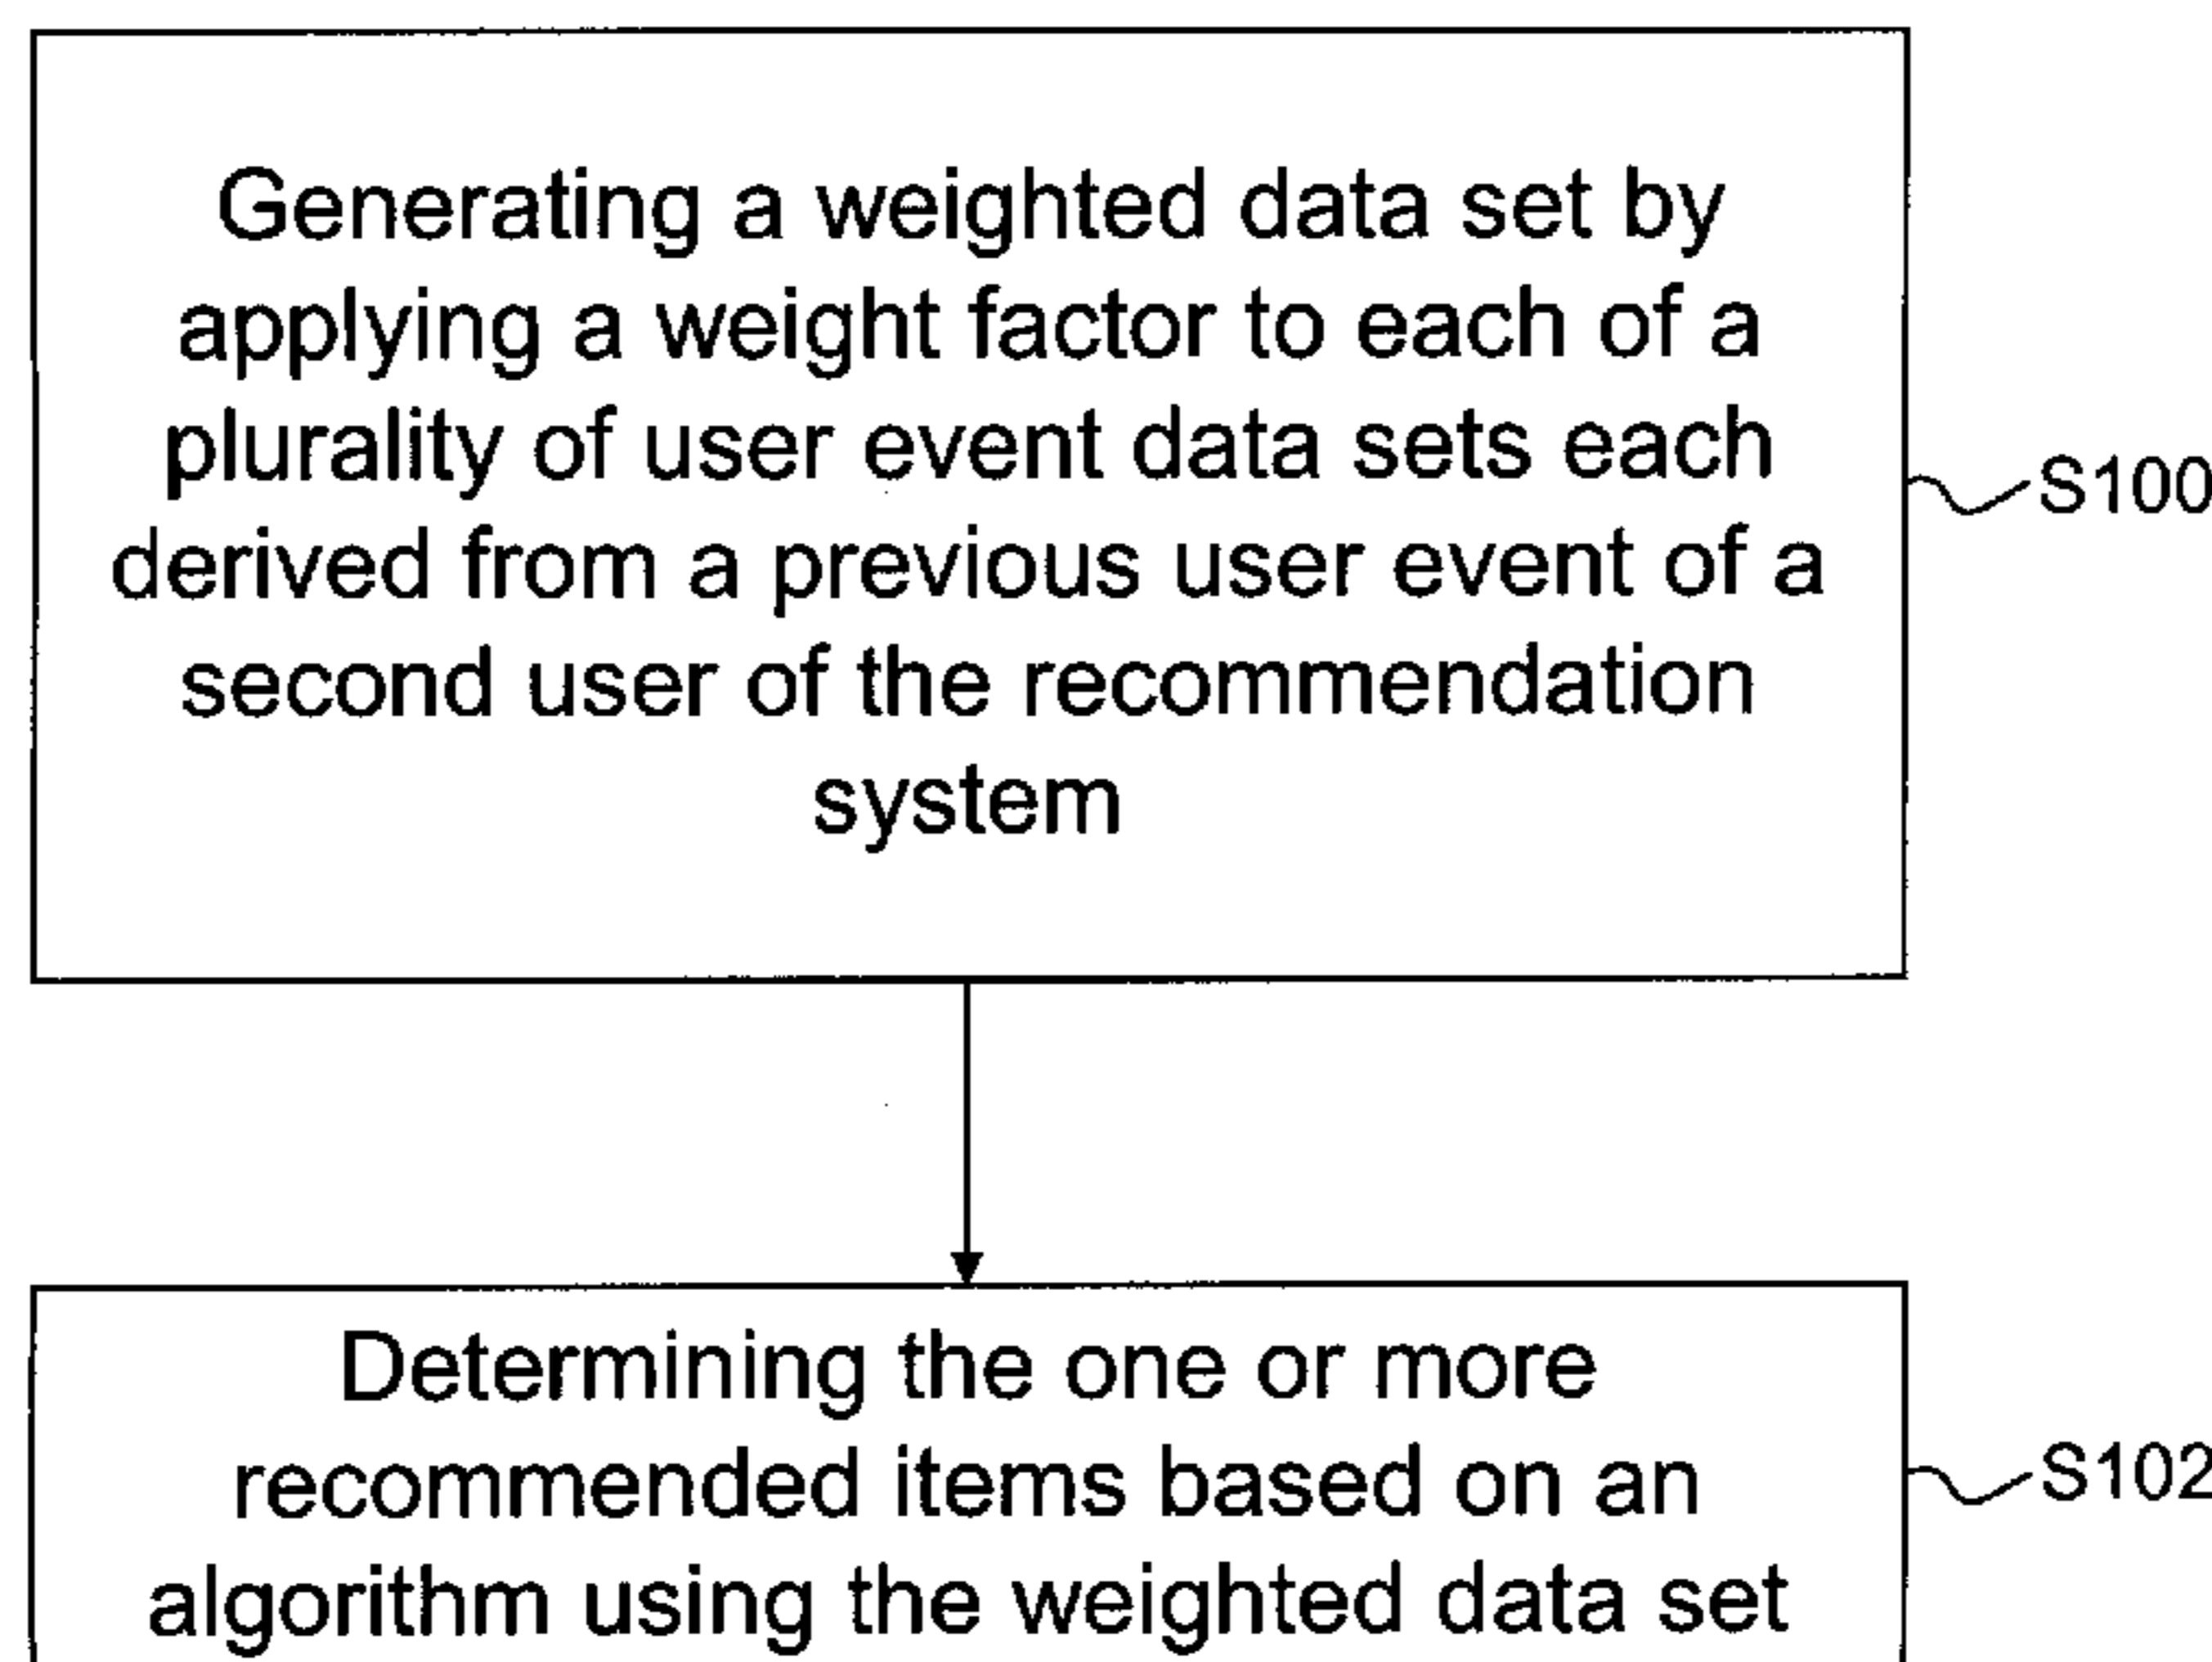 Generating a weighted data set by
applying a weight factor to each of a
plurality of user event data sets each
derived from a previous user event of a
second user of the recommendation
system
S100
Determining the one or more
recommended items based on an
algorithm using the weighted data set
S102